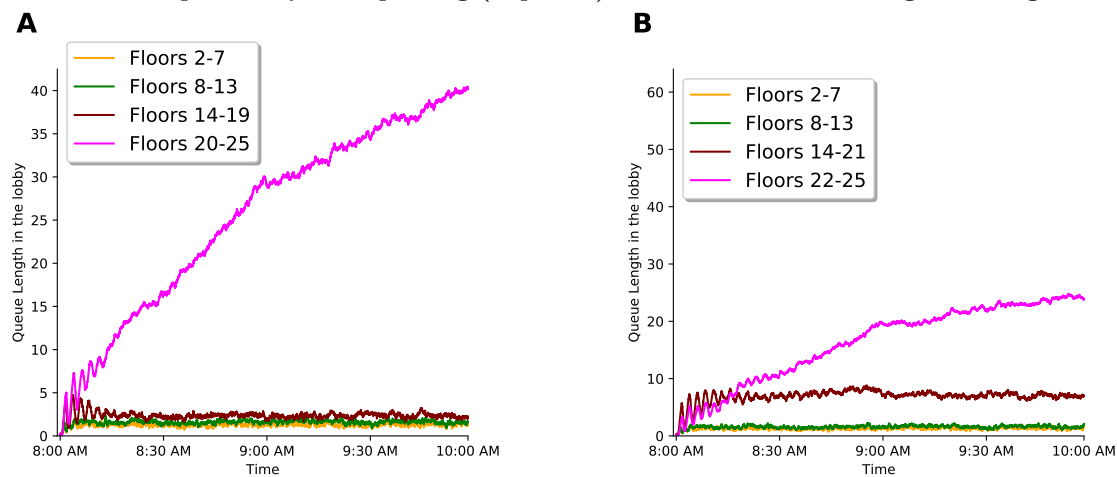 A
Floors 2-7
Floors 8-13
Floors 14-19
Floors 20-25
Queue Length in the lobby
40
35
30
25
20
15
10
5
0
8:00 AM
8:30 AM
9:00 AM
9:30 AM
10:00 AM
Time
B
Floors 2-7
Floors 8-13
Floors 14-21
Floors 22-25
Queue Length in the lobby
60
50
40
30
20
10
0
8:00 AM
8:30 AM
9:00 AM
9:30 AM
10:00 AM
Time